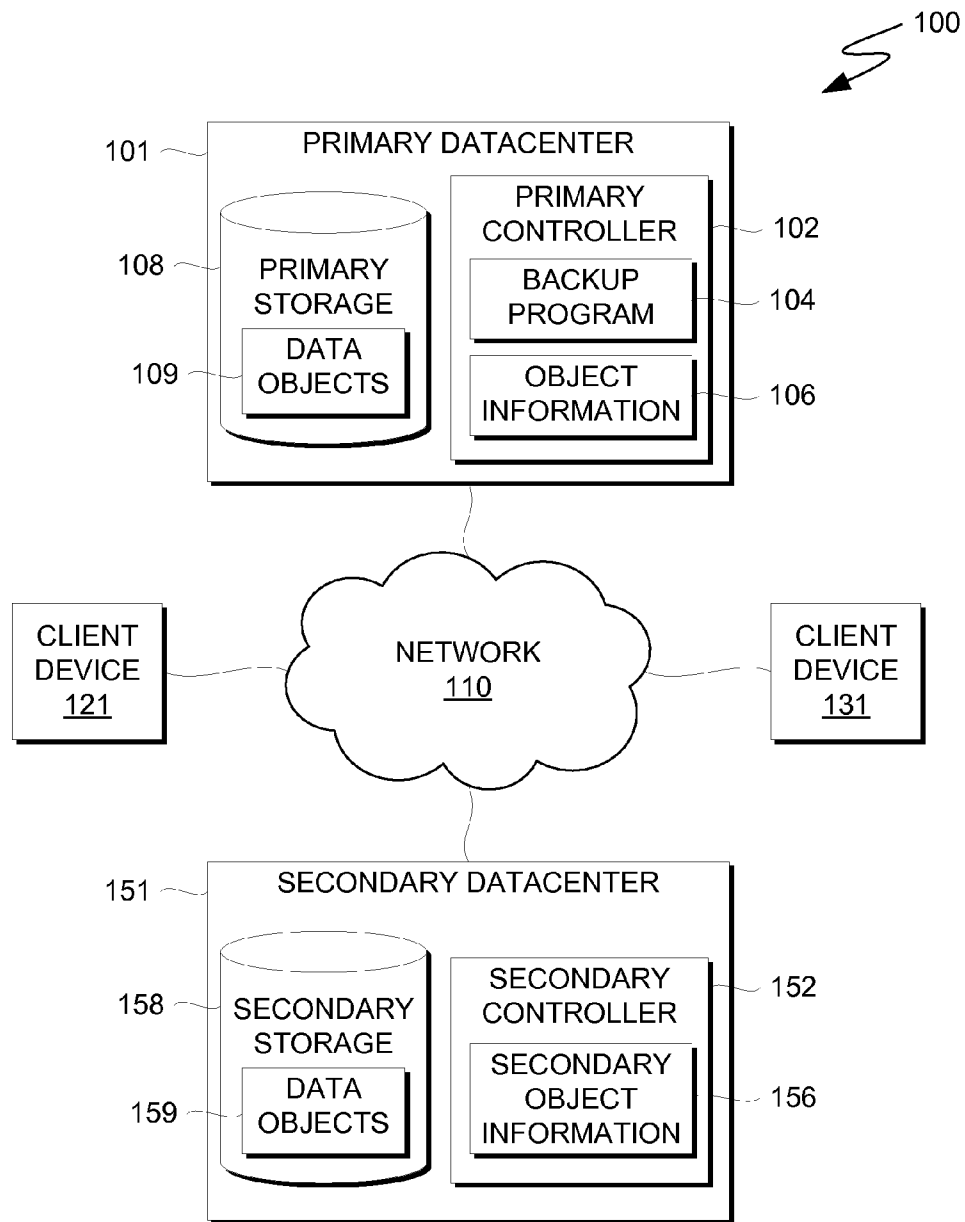 100
PRIMARY DATACENTER
101
PRIMARY
CONTROLLER
102
108
PRIMARY
STORAGE
BACKUP
PROGRAM
104
109
DATA
OBJECTS
OBJECT
INFORMATION
106
CLIENT
DEVICE
121
NETWORK
110
CLIENT
DEVICE
131
151
SECONDARY DATACENTER
158
SECONDARY
STORAGE
SECONDARY
CONTROLLER
152
159
DATA
OBJECTS
SECONDARY
OBJECT
INFORMATION
156